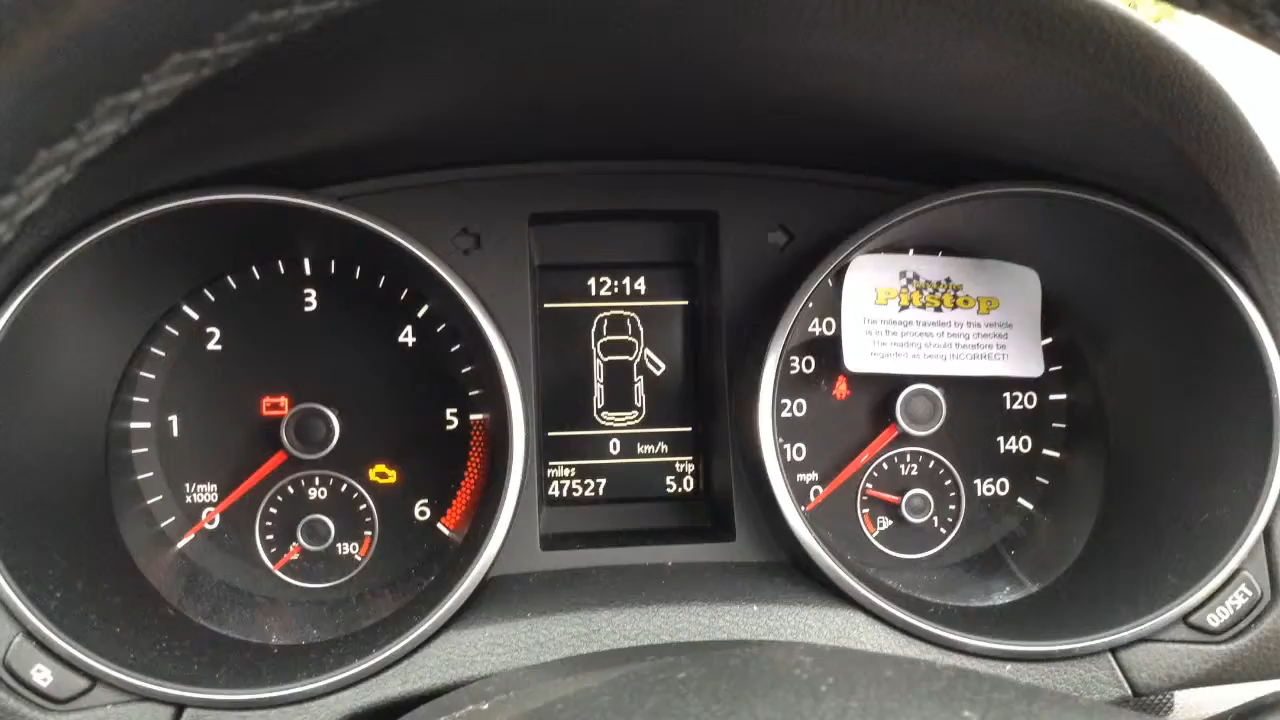 12:14
0 km/h
miles trip
47527 5.0
1/min
x1000
0
1
2
3
4
5
6
90
130
Pitstop
The mileage travelled by this vehicle
is in the process of being checked
The reading should therefore be
regarded as being INCORRECT!
mph
0
10
20
30
40
120
140
160
1/2
1
0.0/SET